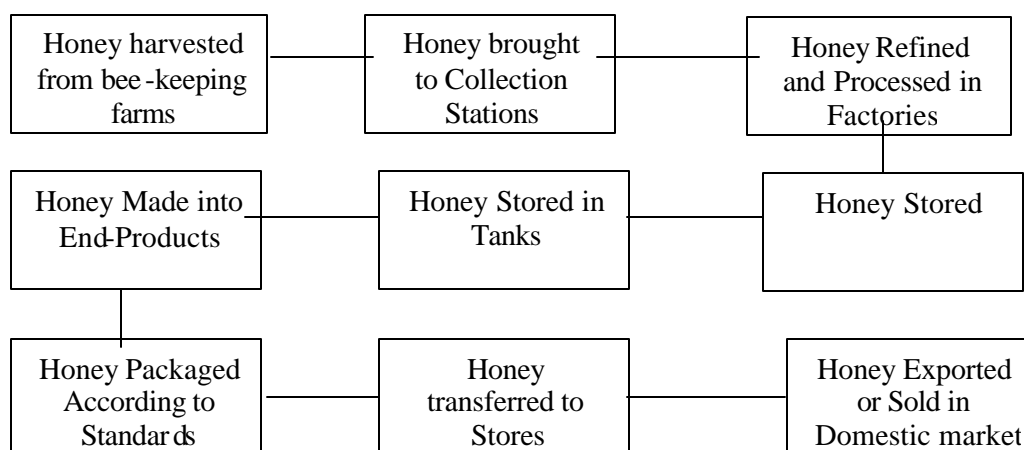 Honey harvested
from bee-keeping
farms
Honey brought
to Collection
Stations
Honey Refined
and Processed in
Factories
Honey Made into
End-Products
Honey Stored in
Tanks
Honey Stored
Honey Packaged
According to
Standards
Honey
transferred to
Stores
Honey Exported
or Sold in
Domestic market